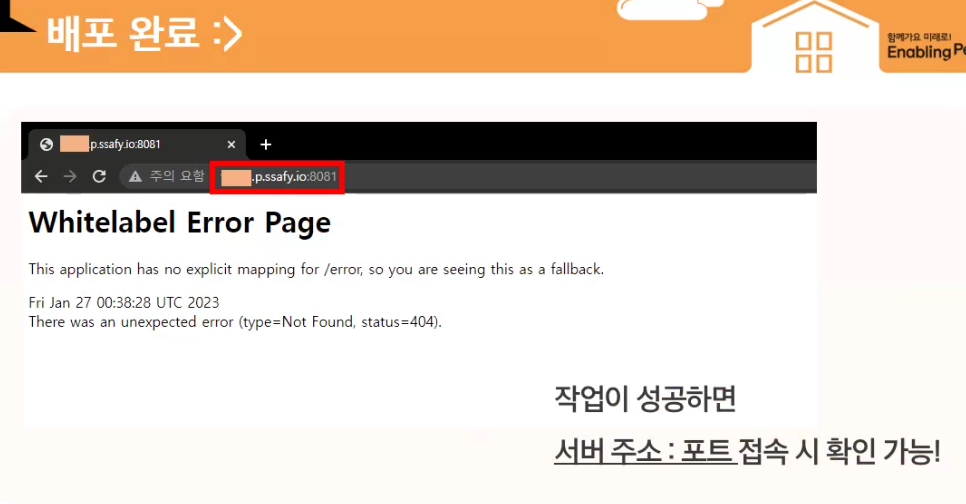 배포 완료 :>
함께가요 미래로!
Enabling
.p.ssafy.io:8081
주의 요함
.p.ssafy.io:8081
Whitelabel Error Page
This application has no explicit mapping for /error, so you are seeing this as a fallback.
Fri Jan 27 00:38:28 UTC 2023
There was an unexpected error (type=Not Found, status=404).
작업이 성공하면
서버 주소 : 포트 접속 시 확인 가능!